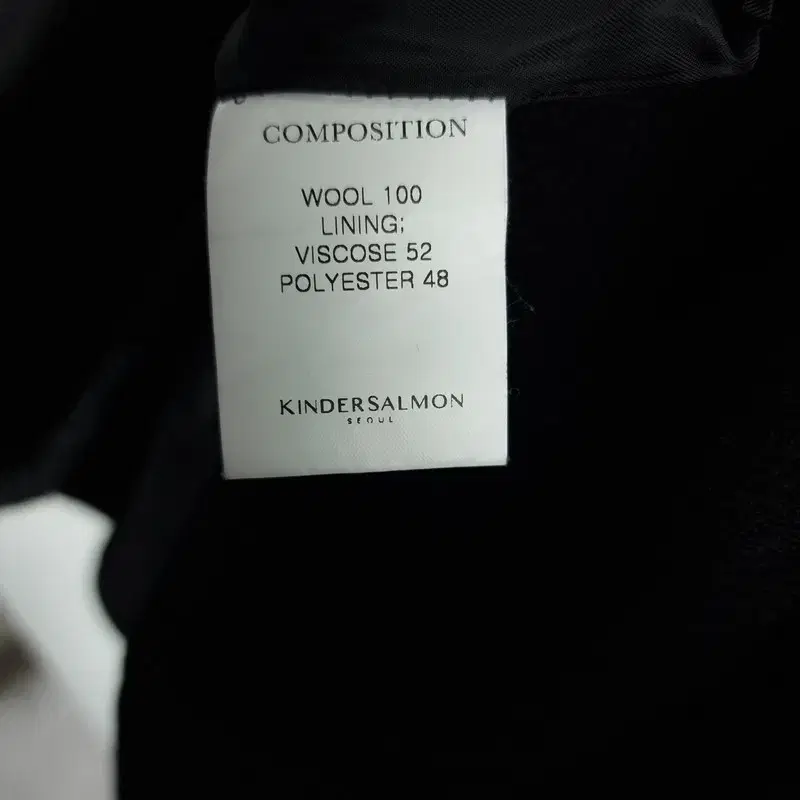 COMPOSITION
WOOL 100
LINING;
VISCOSE 52
POLYESTER 48
KINDERSALMON
SEOUL